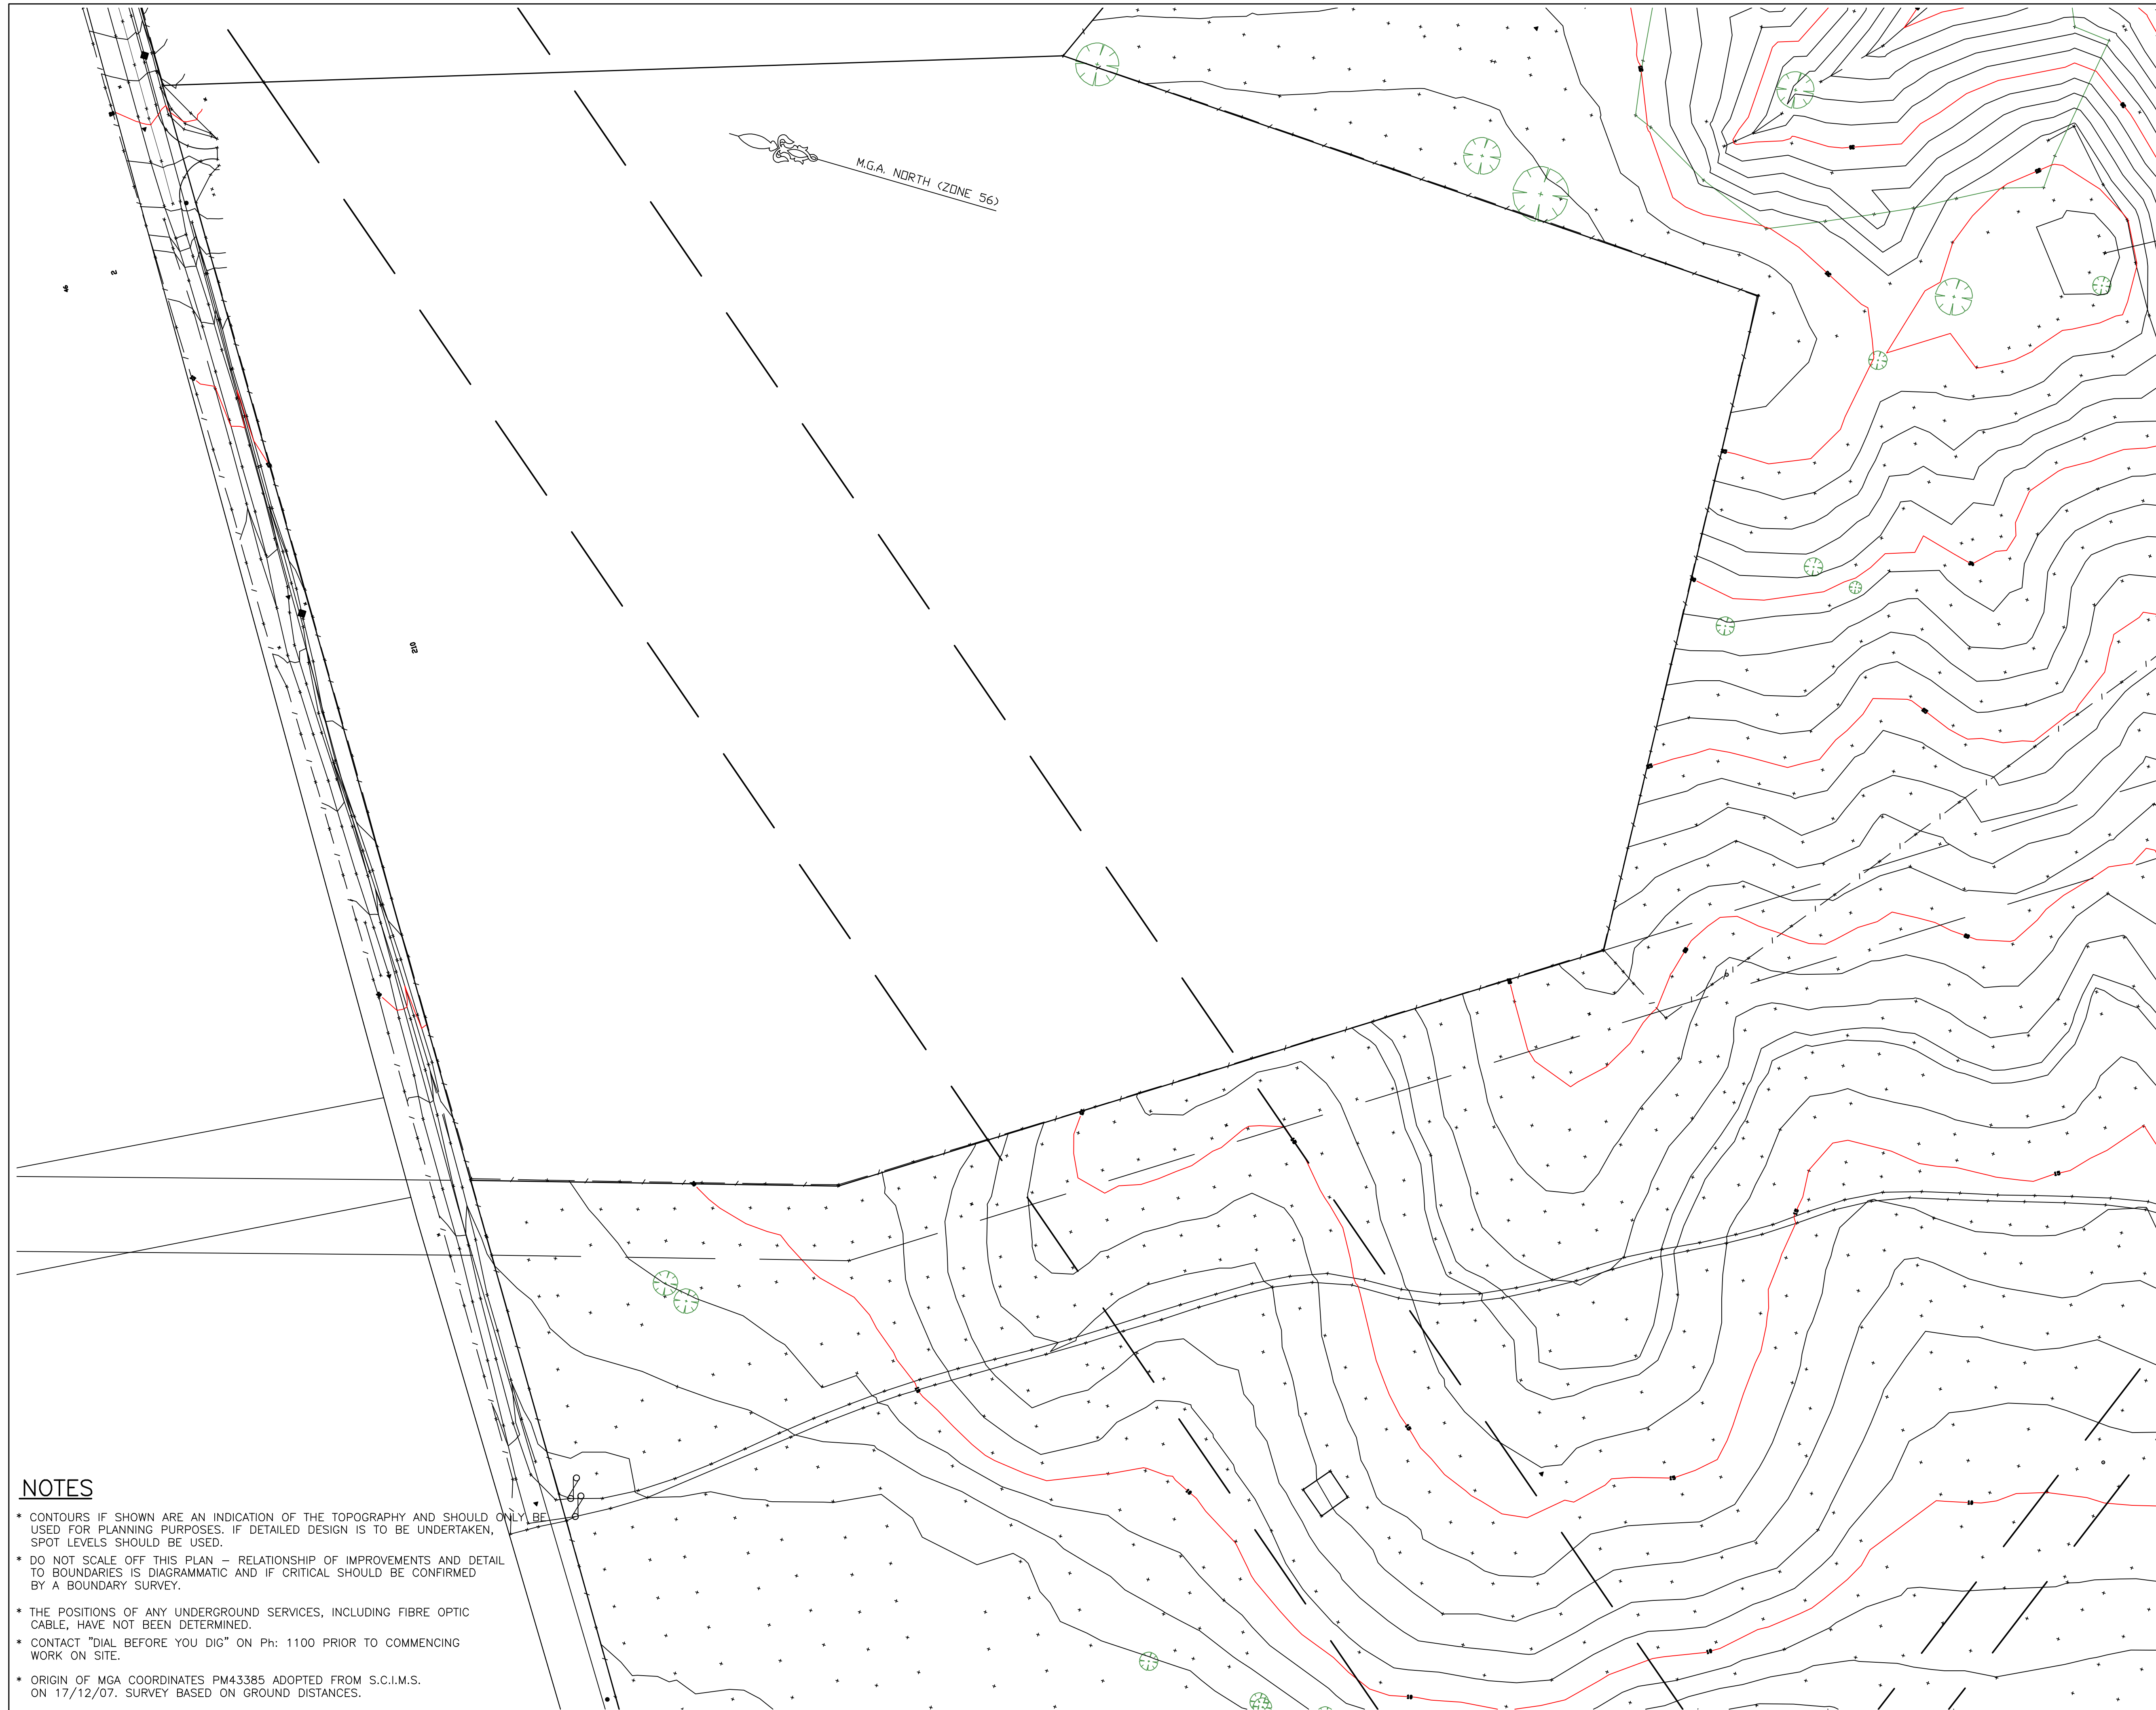 M.G.A. NORTH (ZONE 56)
NOTES
* CONTOURS IF SHOWN ARE AN INDICATION OF THE TOPOGRAPHY AND SHOULD ONLY BE
USED FOR PLANNING PURPOSES. IF DETAILED DESIGN IS TO BE UNDERTAKEN,
SPOT LEVELS SHOULD BE USED.
* DO NOT SCALE OFF THIS PLAN – RELATIONSHIP OF IMPROVEMENTS AND DETAIL
TO BOUNDARIES IS DIAGRAMMATIC AND IF CRITICAL SHOULD BE CONFIRMED
BY A BOUNDARY SURVEY.
* THE POSITIONS OF ANY UNDERGROUND SERVICES, INCLUDING FIBRE OPTIC
CABLE, HAVE NOT BEEN DETERMINED.
* CONTACT "DIAL BEFORE YOU DIG" ON Ph: 1100 PRIOR TO COMMENCING
WORK ON SITE.
* ORIGIN OF MGA COORDINATES PM43385 ADOPTED FROM S.C.I.M.S.
ON 17/12/07. SURVEY BASED ON GROUND DISTANCES.